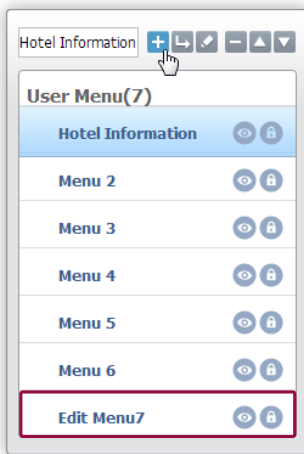 Hotel Information
User Menu(7)
Hotel Information
Menu 2
Menu 3
Menu 4
Menu 5
Menu 6
Edit Menu7